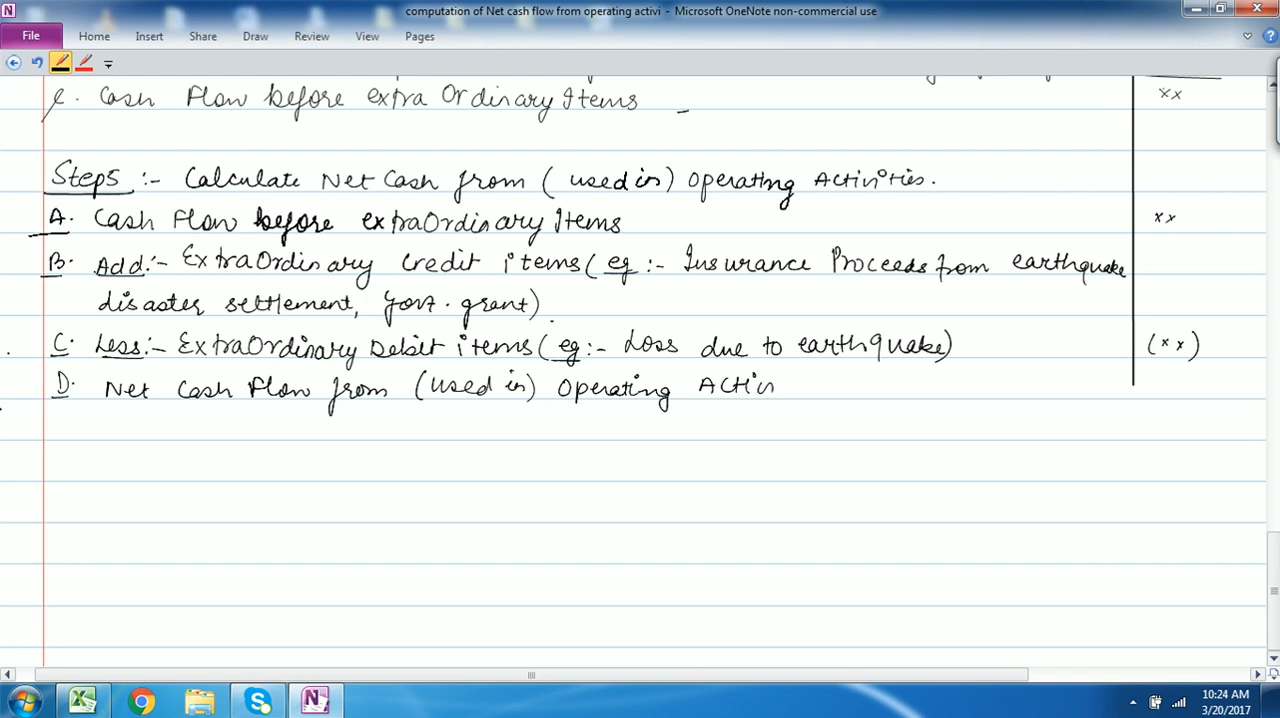 computation of Net cash flow from operating activi - Microsoft OneNote non-commercial use
File Home Insert Share Draw Review View Pages
C. Cash Flow before extra Ordinary Items xx
Step5 :- Calculate Net Cash from (used in) Operating Activities.
A. Cash Flow before extraOrdinary Items xx
B. Add:- ExtraOrdinary Credit items (eg:- Insurance Proceeds from earthquake
disaster settlement, Govt. grant)
C. Less:- ExtraOrdinary Debit items (eg:- Loss due to earthquake) (xx)
D. Net Cash Flow from (used in) Operating Activi
10:24 AM
3/20/2017